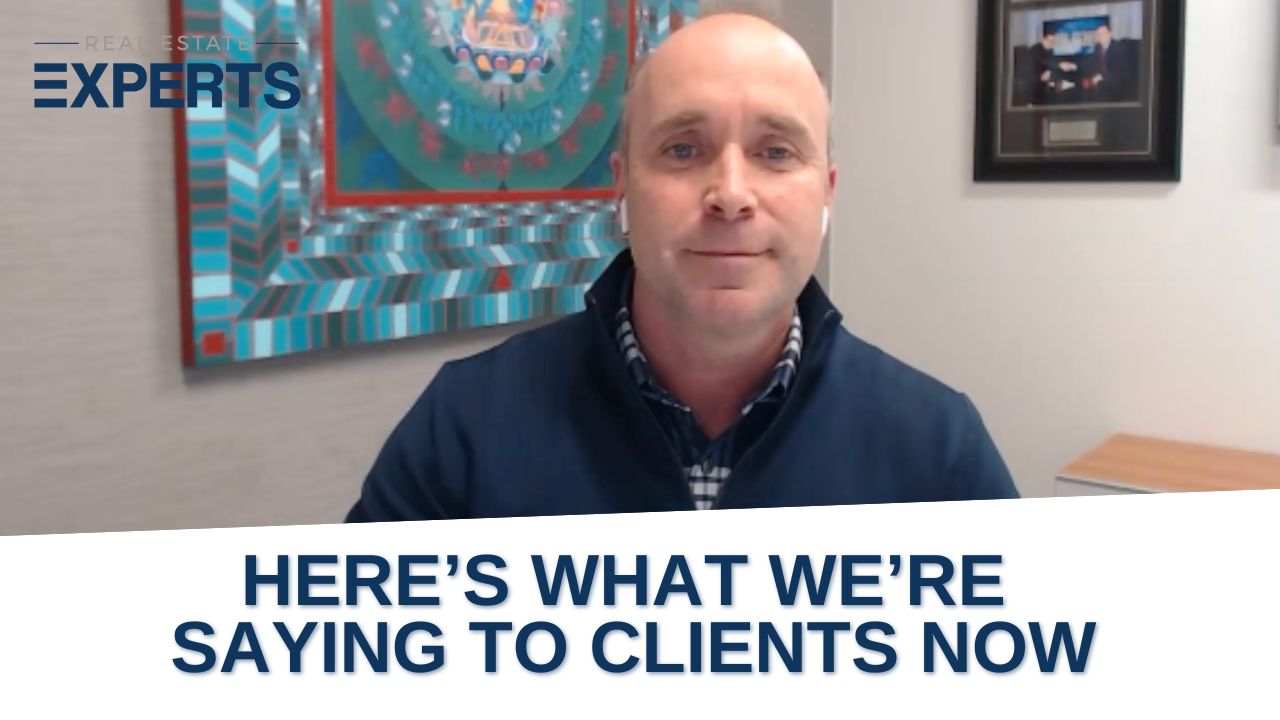 REAL ESTATE
EXPERTS
HERE’S WHAT WE’RE
SAYING TO CLIENTS NOW